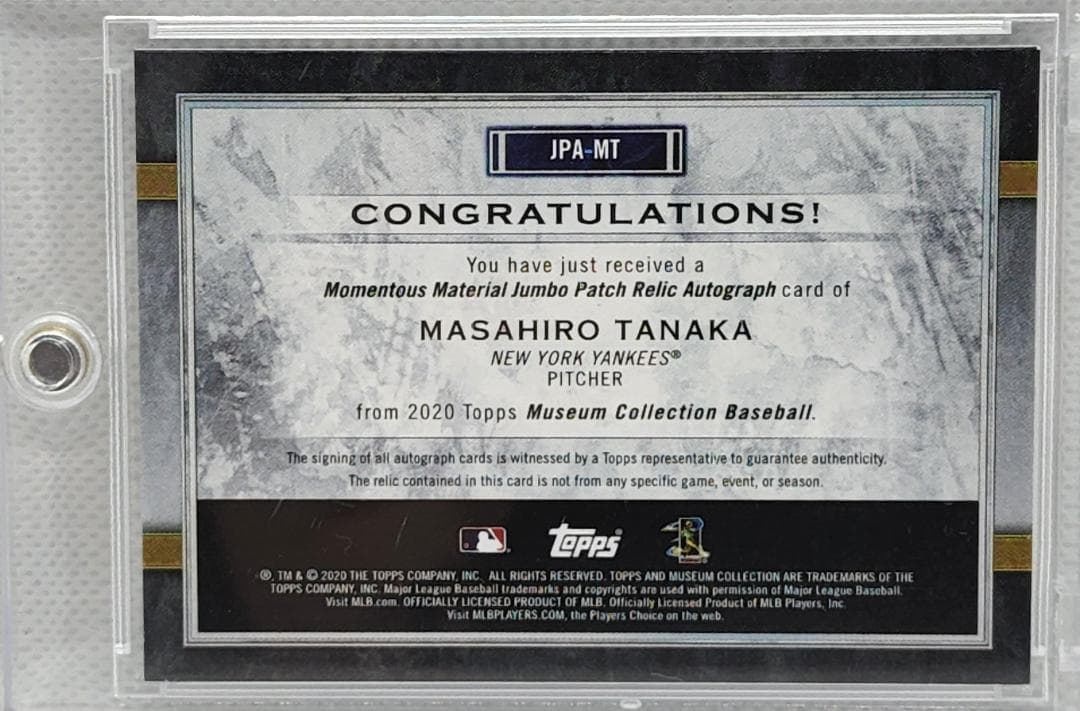 JPA-MT
CONGRATULATIONS!
You have just received a
Momentous Material Jumbo Patch Relic Autograph card of
MASAHIRO TANAKA
NEW YORK YANKEES®
PITCHER
from 2020 Topps Museum Collection Baseball.
The signing of all autograph cards is witnessed by a Topps representative to guarantee authenticity.
The relic contained in this card is not from any specific game, event, or season.
Topps
®, TM & © 2020 THE TOPPS COMPANY, INC. ALL RIGHTS RESERVED. TOPPS AND MUSEUM COLLECTION ARE TRADEMARKS OF THE
TOPPS COMPANY, INC. Major League Baseball trademarks and copyrights are used with permission of Major League Baseball.
Visit MLB.com. OFFICIALLY LICENSED PRODUCT OF MLB. Officially Licensed Product of MLB Players, Inc.
Visit MLBPLAYERS.COM, the Players Choice on the web.